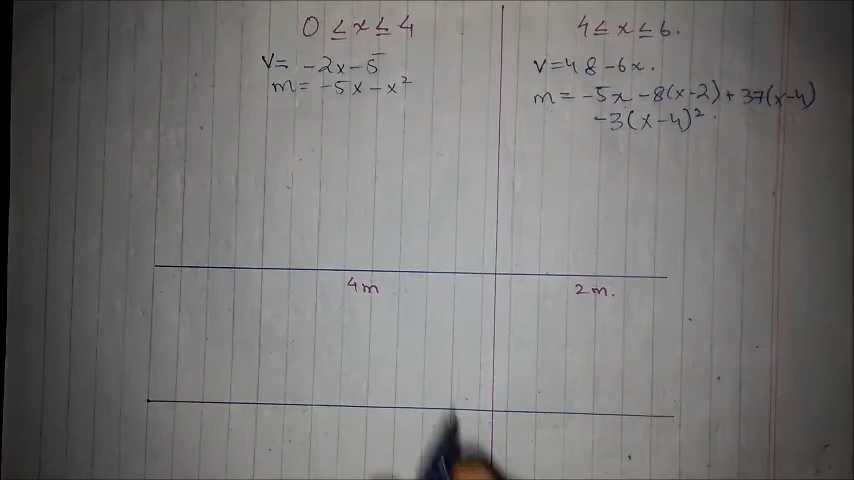 0 ≤ x ≤ 4
V= -2x-5
m= -5x-x²
4 ≤ x ≤ 6.
V=48-6x.
m= -5x -8(x-2) + 37(x-4)
-3(x-4)².
4m
2m.